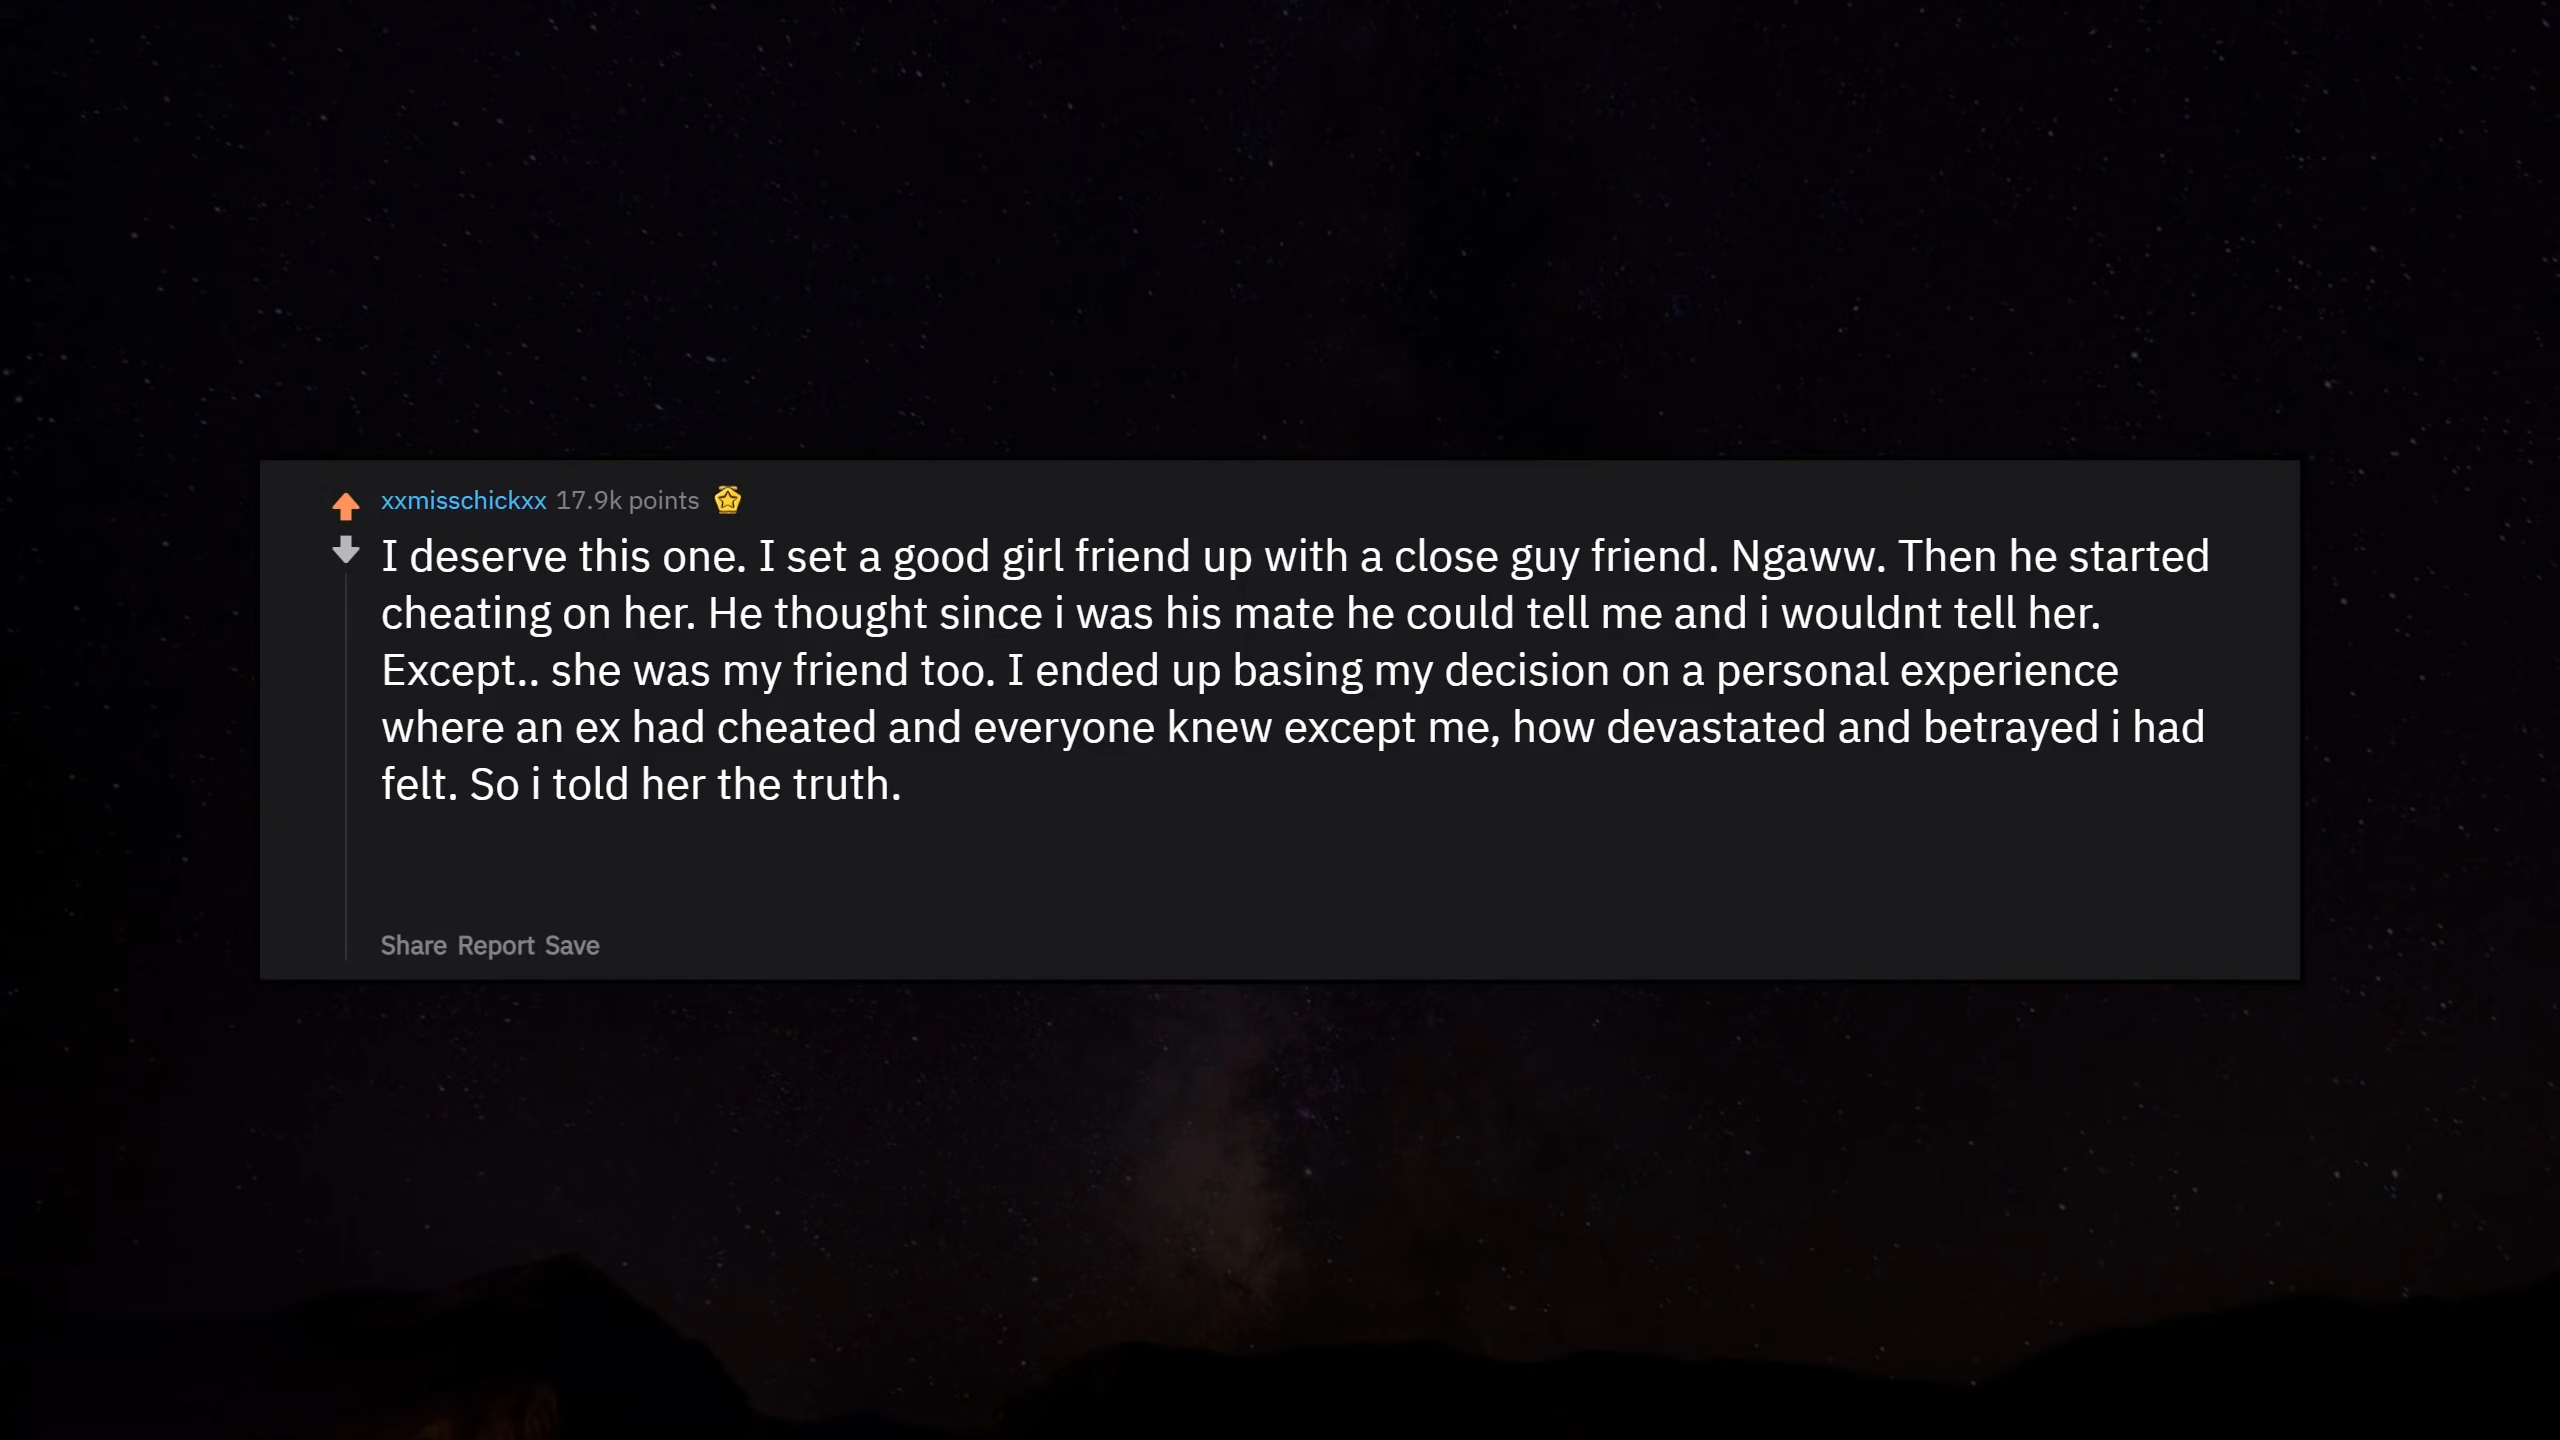 xxmisschickxx 17.9k points
I deserve this one. I set a good girl friend up with a close guy friend. Ngaww. Then he started
cheating on her. He thought since i was his mate he could tell me and i wouldnt tell her.
Except.. she was my friend too. I ended up basing my decision on a personal experience
where an ex had cheated and everyone knew except me, how devastated and betrayed i had
felt. So i told her the truth.
Share Report Save